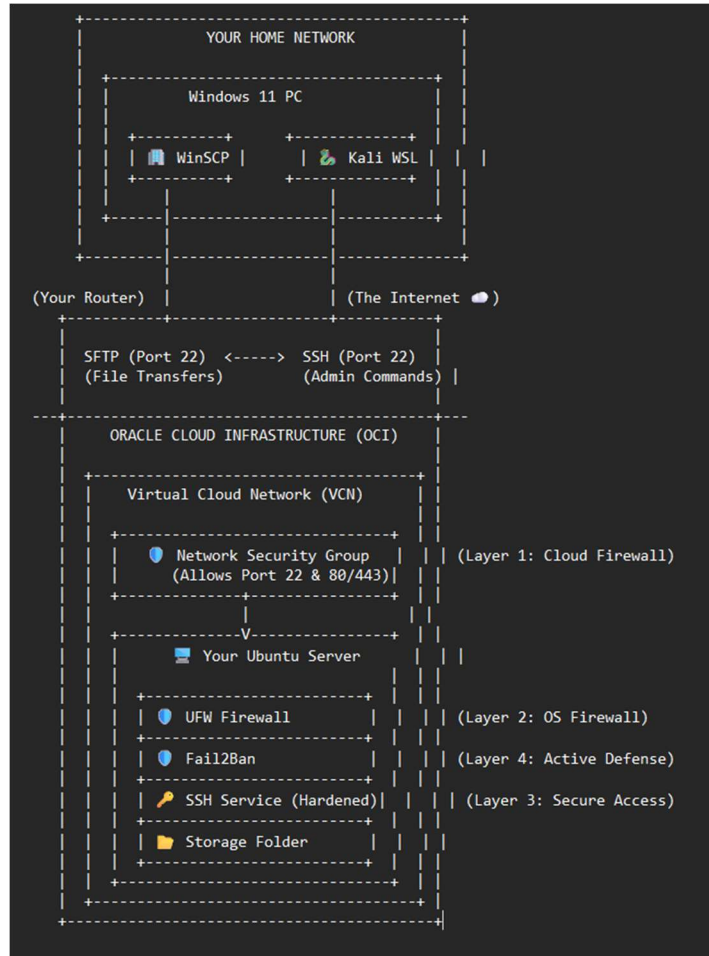 YOUR HOME NETWORK
Windows 11 PC
WinSCP Kali WSL
(Your Router) (The Internet ☁)
SFTP (Port 22) <-----> SSH (Port 22)
(File Transfers) (Admin Commands)
ORACLE CLOUD INFRASTRUCTURE (OCI)
Virtual Cloud Network (VCN)
Network Security Group (Layer 1: Cloud Firewall)
(Allows Port 22 & 80/443)
V
Your Ubuntu Server
UFW Firewall (Layer 2: OS Firewall)
Fail2Ban (Layer 4: Active Defense)
SSH Service (Hardened) (Layer 3: Secure Access)
Storage Folder